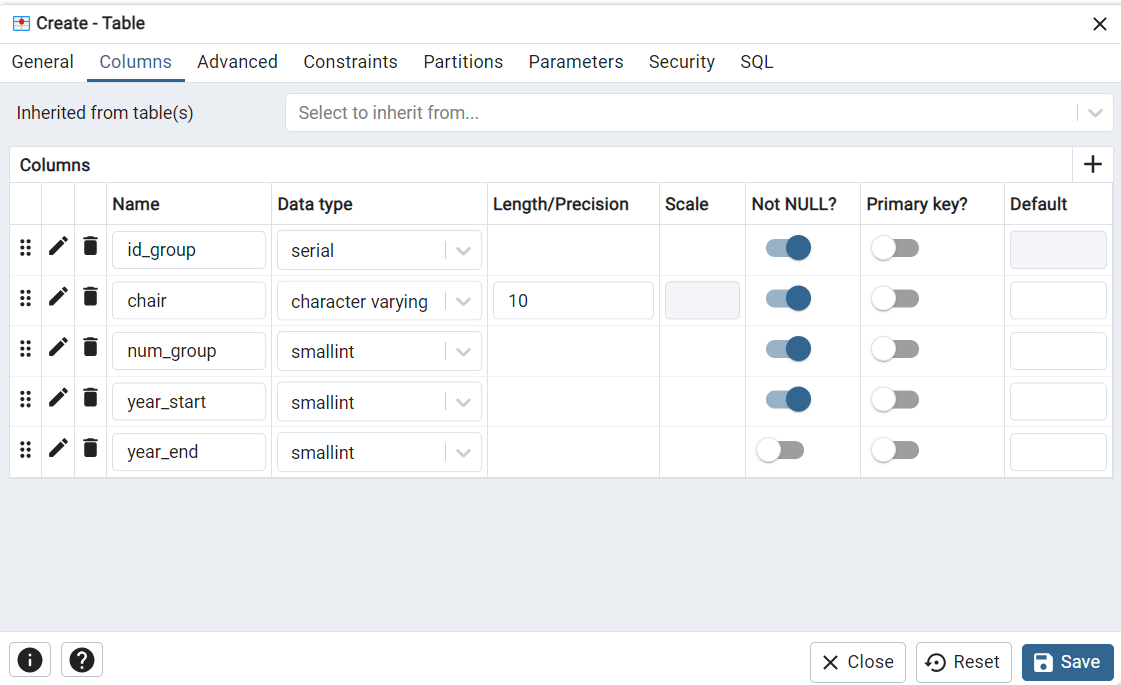 Create - Table
General Columns Advanced Constraints Partitions Parameters Security SQL
Inherited from table(s) Select to inherit from...
Columns
Name Data type Length/Precision Scale Not NULL? Primary key? Default
id_group serial
chair character varying 10
num_group smallint
year_start smallint
year_end smallint
Close Reset Save